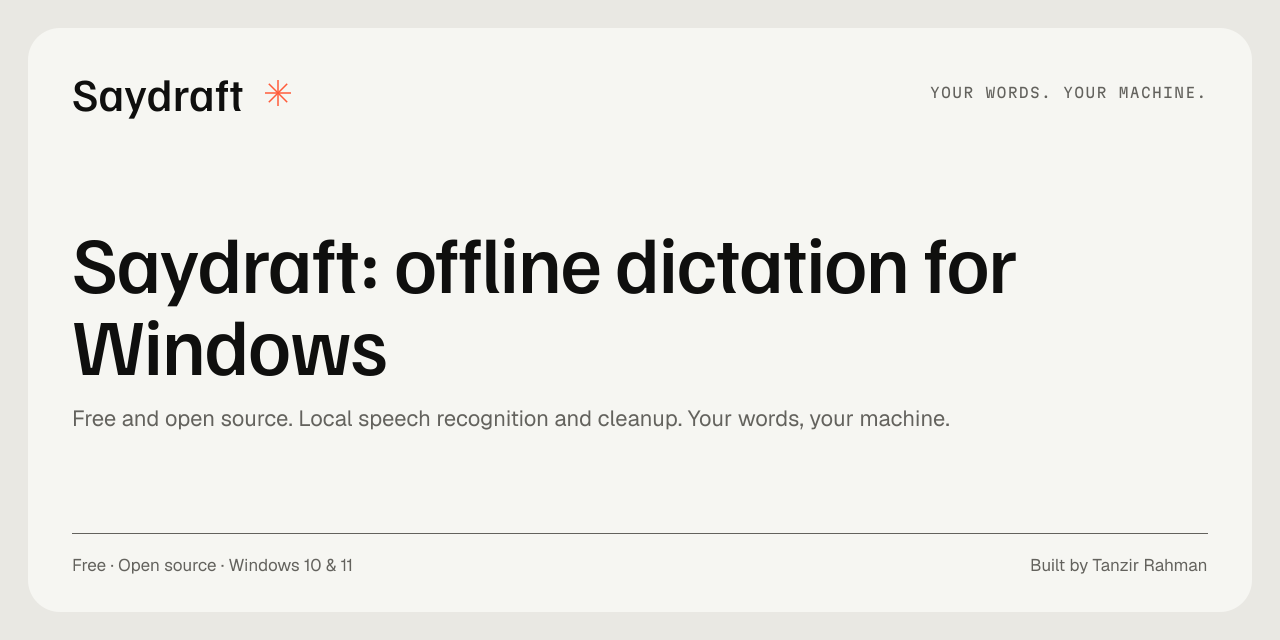 Saydraft
YOUR WORDS. YOUR MACHINE.
Saydraft: offline dictation for
Windows
Free and open source. Local speech recognition and cleanup. Your words, your machine.
Free · Open source · Windows 10 & 11
Built by Tanzir Rahman